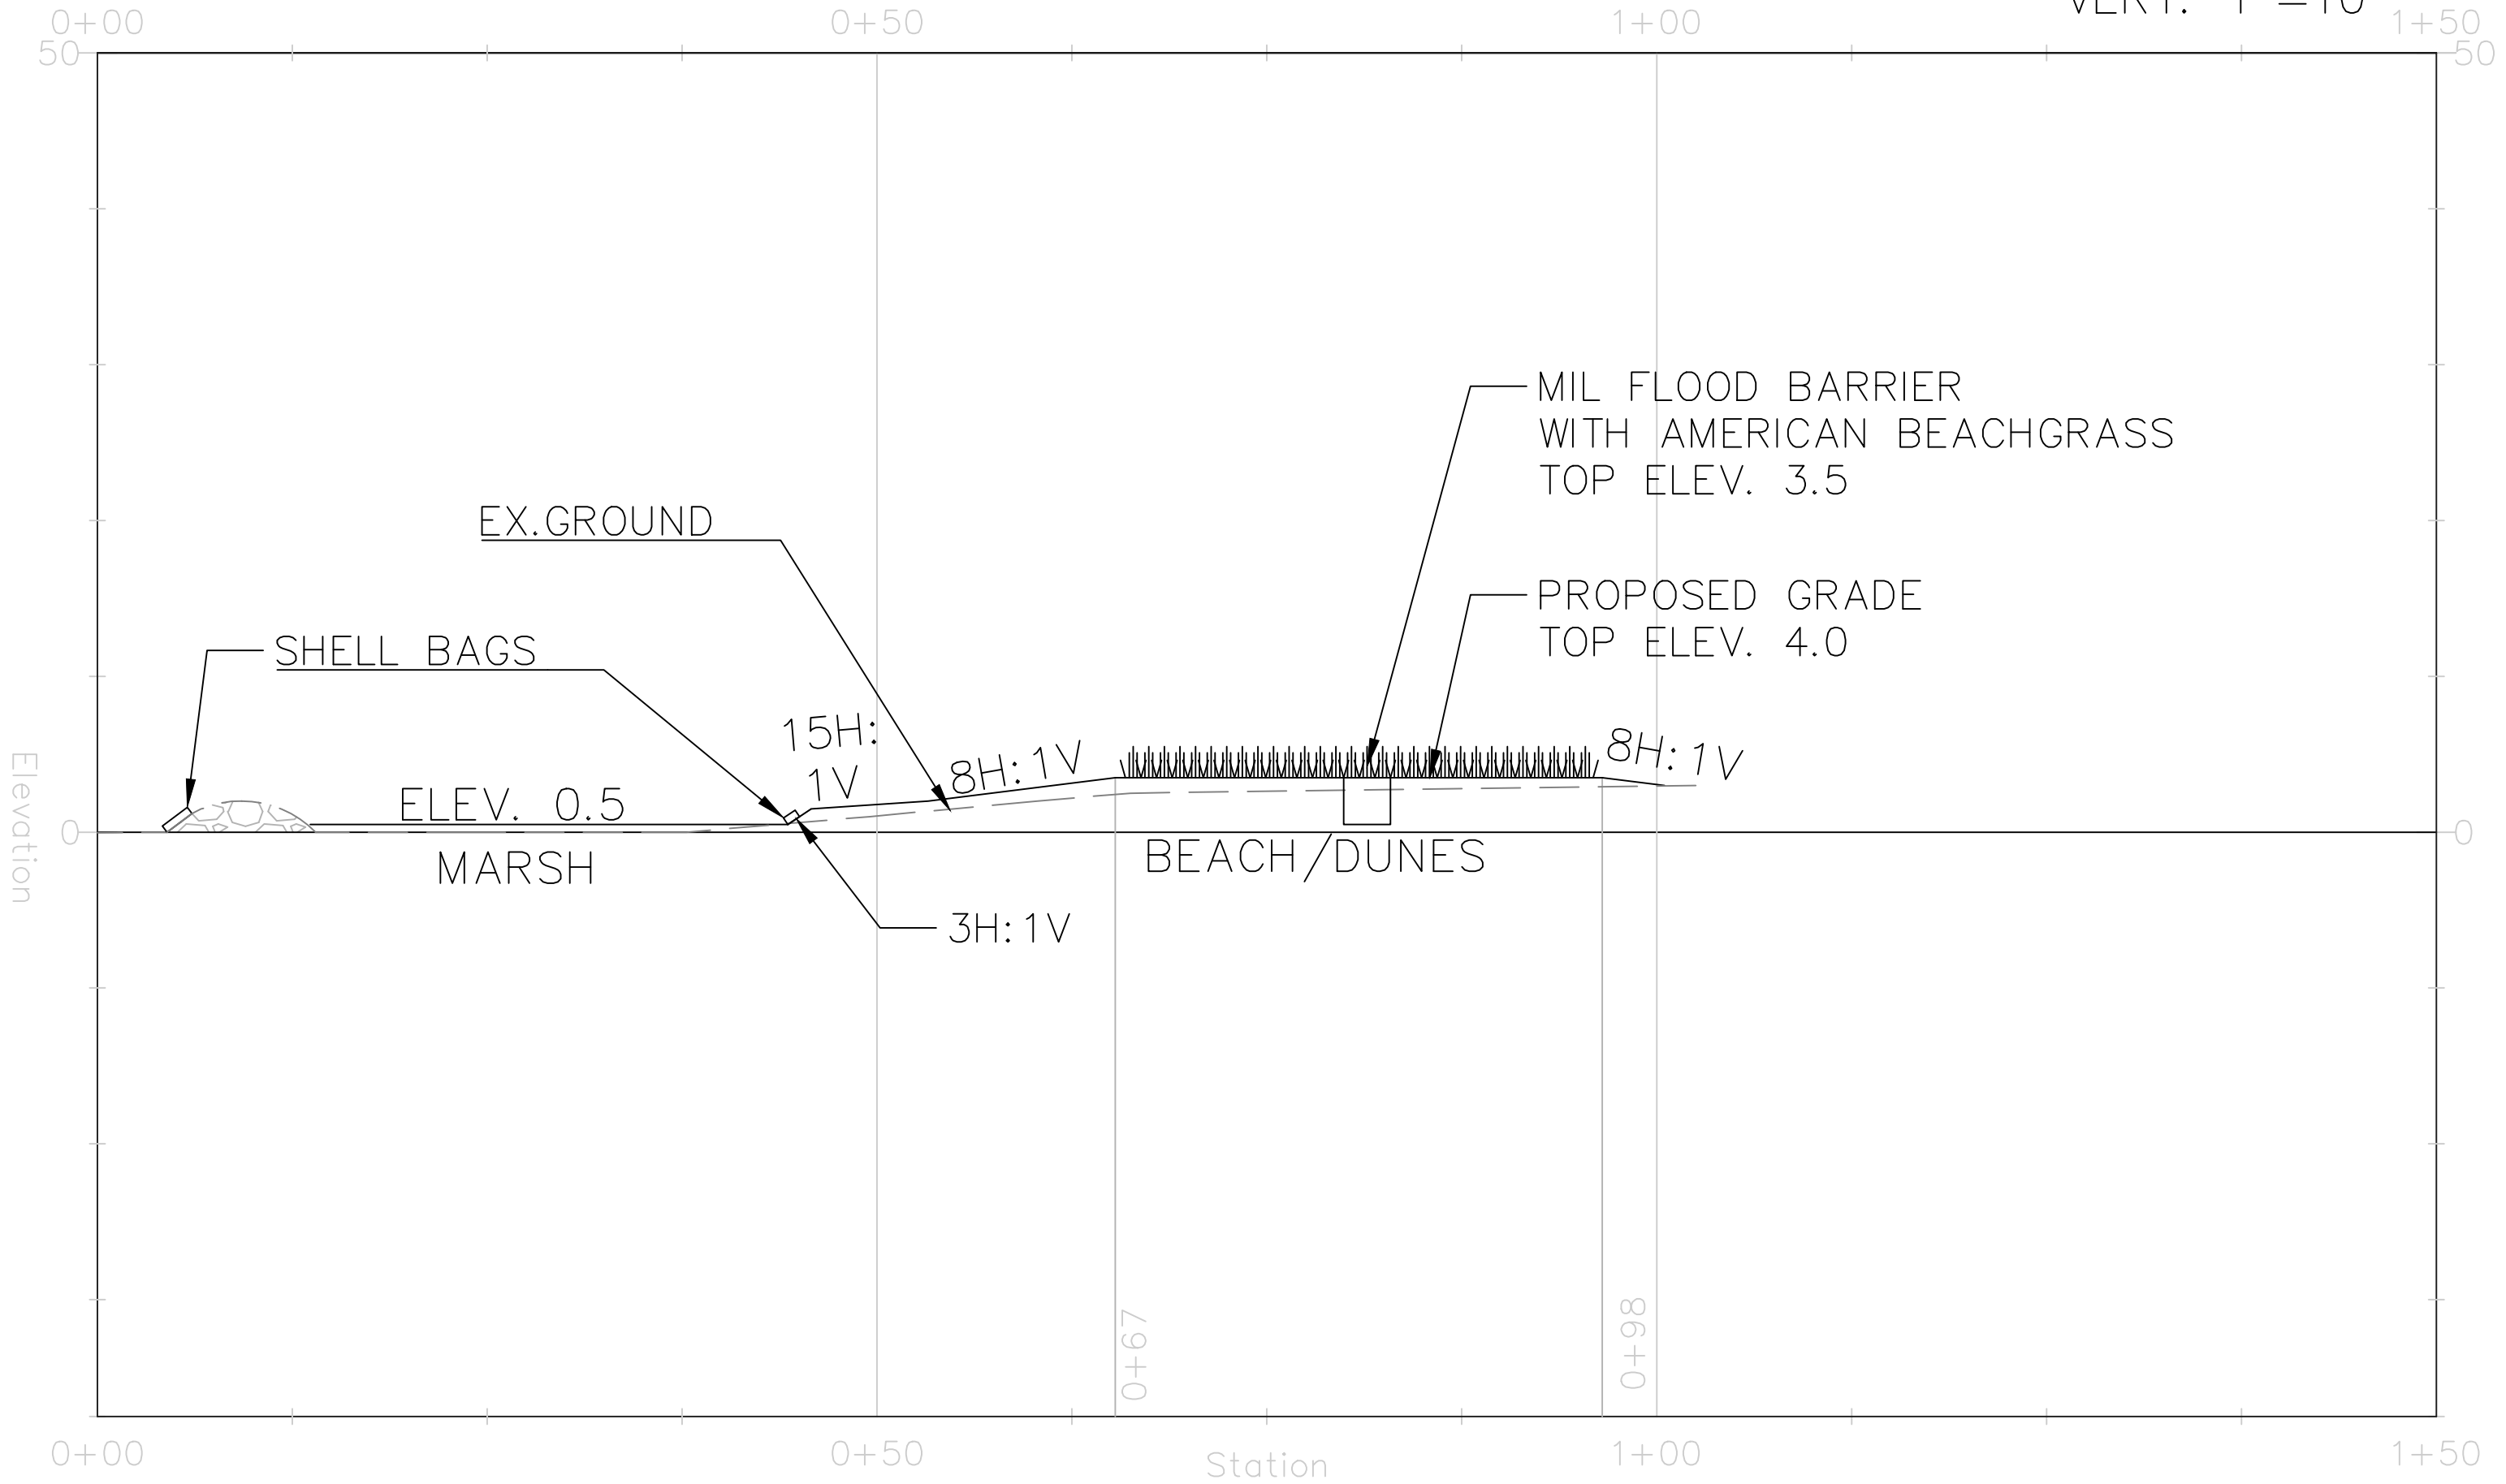 0+00
0+50
1+00
1+50
50
50
MIL FLOOD BARRIER
WITH AMERICAN BEACHGRASS
TOP ELEV. 3.5
EX.GROUND
PROPOSED GRADE
TOP ELEV. 4.0
SHELL BAGS
15H:
1V
8H:1V
8H:1V
ELEV. 0.5
Elevation
0
0
MARSH
BEACH/DUNES
3H:1V
0+67
0+98
0+00
0+50
Station
1+00
1+50